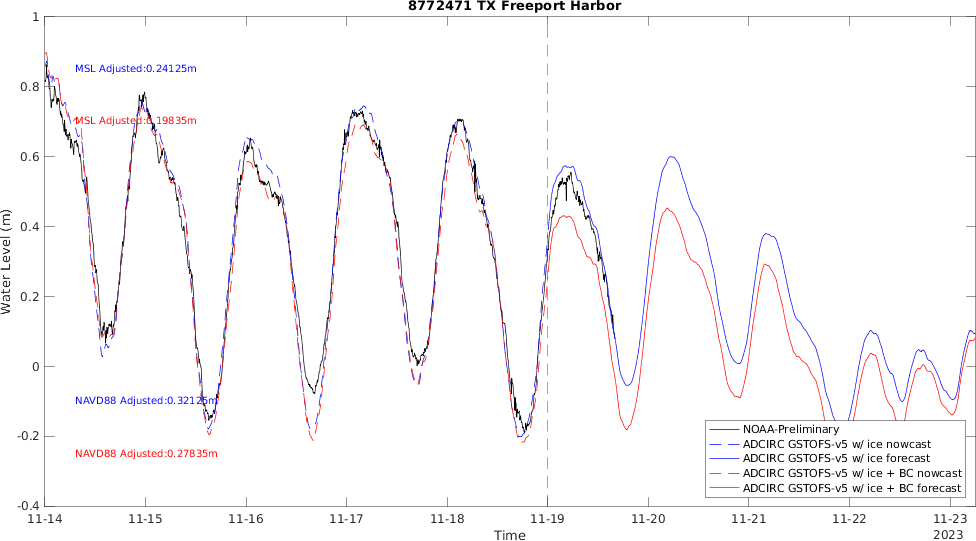 8772471 TX Freeport Harbor
1
0.8
0.6
0.4
0.2
0
-0.2
-0.4
Water Level (m)
MSL Adjusted:0.24125m
MSL Adjusted:0.19835m
NAVD88 Adjusted:0.32125m
NAVD88 Adjusted:0.27835m
NOAA-Preliminary
ADCIRC GSTOFS-v5 w/ ice nowcast
ADCIRC GSTOFS-v5 w/ ice forecast
ADCIRC GSTOFS-v5 w/ ice + BC nowcast
ADCIRC GSTOFS-v5 w/ ice + BC forecast
11-14 11-15 11-16 11-17 11-18 11-19 11-20 11-21 11-22 11-23
Time
2023